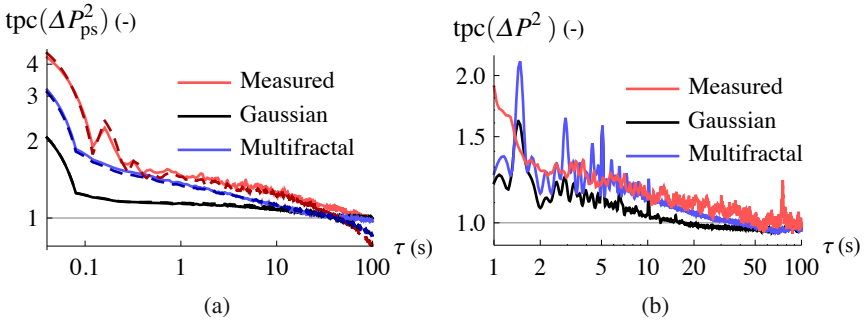 tpc(ΔP²ps) (-)
4
3
2
1
Measured
Gaussian
Multifractal
0.1 1 10 100
τ (s)
(a)
tpc(ΔP²) (-)
2.0
1.5
1.0
Measured
Gaussian
Multifractal
1 2 5 10 20 50 100
τ (s)
(b)